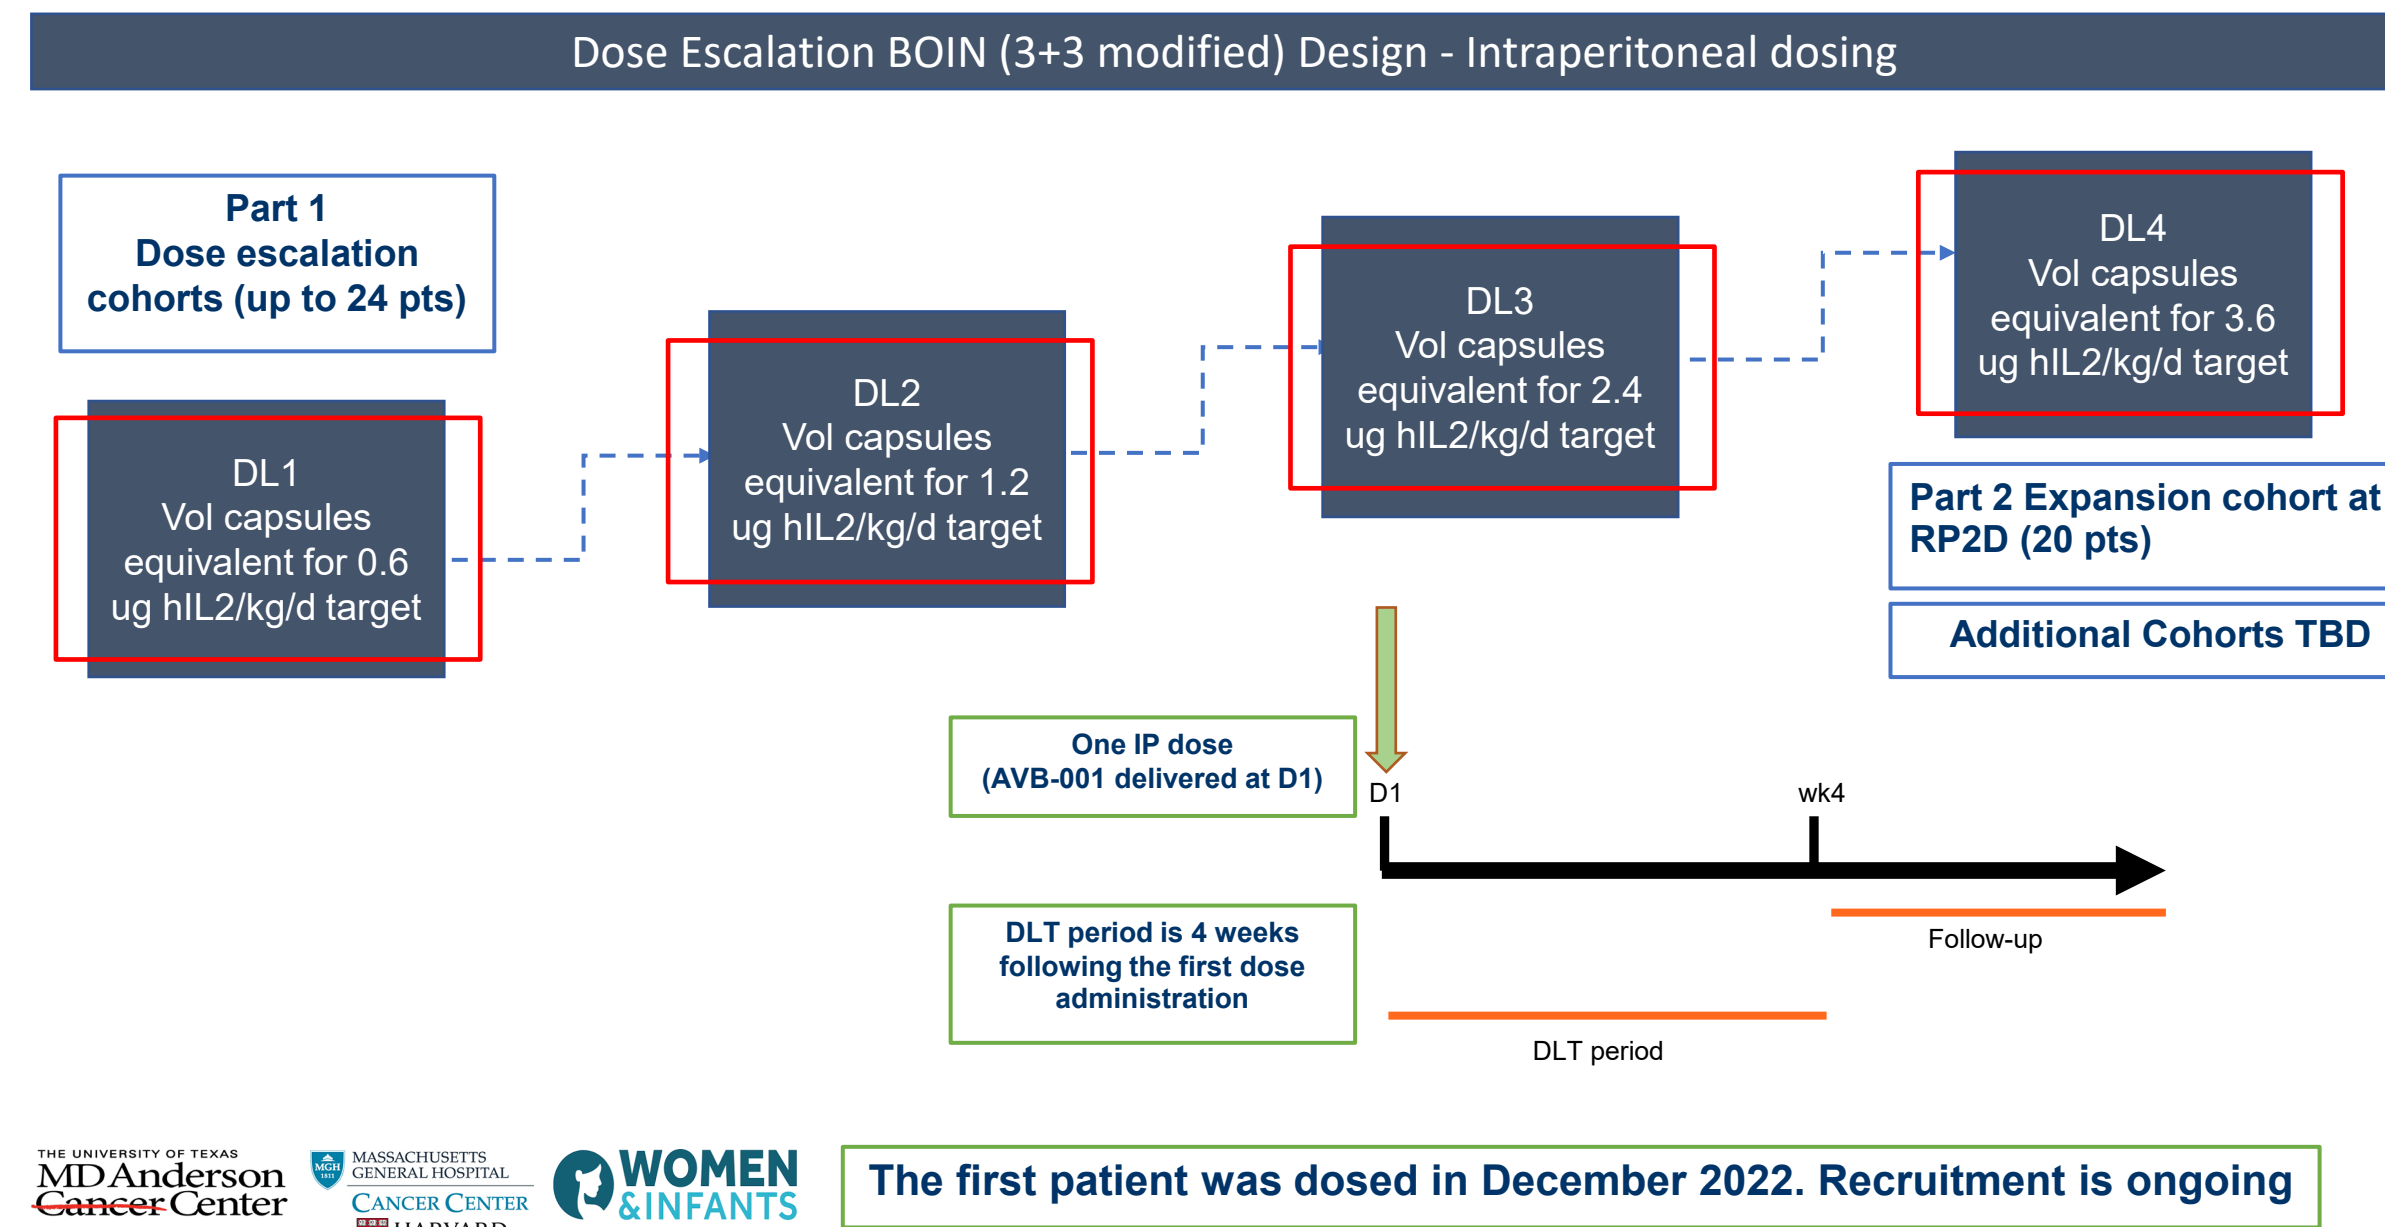 Dose Escalation BOIN (3+3 modified) Design - Intraperitoneal dosing
Part 1
Dose escalation
cohorts (up to 24 pts)
DL1
Vol capsules
equivalent for 0.6
ug hIL2/kg/d target
DL2
Vol capsules
equivalent for 1.2
ug hIL2/kg/d target
DL3
Vol capsules
equivalent for 2.4
ug hIL2/kg/d target
DL4
Vol capsules
equivalent for 3.6
ug hIL2/kg/d target
Part 2 Expansion cohort at
RP2D (20 pts)
Additional Cohorts TBD
One IP dose
(AVB-001 delivered at D1)
D1
wk4
DLT period is 4 weeks
following the first dose
administration
Follow-up
DLT period
THE UNIVERSITY OF TEXAS
MD Anderson
Cancer Center
MGH
1811
MASSACHUSETTS
GENERAL HOSPITAL
CANCER CENTER
HARVARD
WOMEN
&INFANTS
The first patient was dosed in December 2022. Recruitment is ongoing